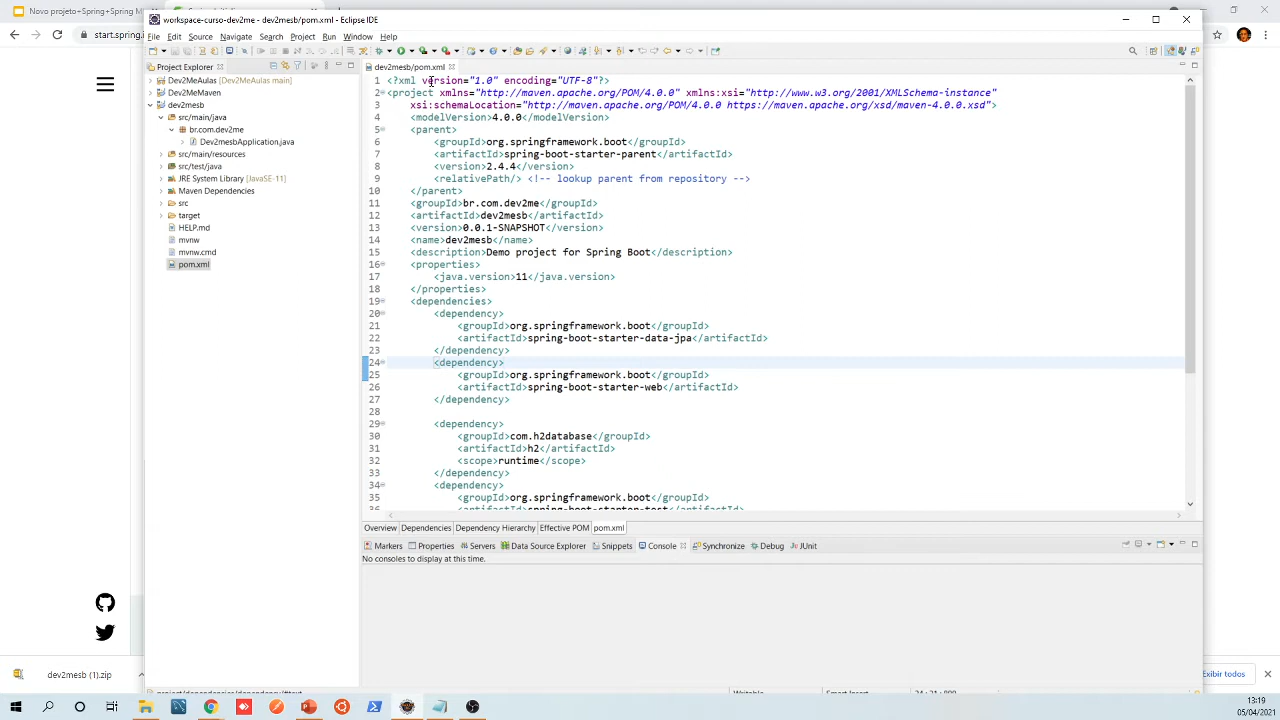 Novo projeto+Spring+Boot
start.spring.i
workspace-curso-dev2me - dev2mesb/pom.xml - Eclipse IDE
File Edit Source Navigate Search Project Run Window Help
Project Explorer
Dev2MeAulas [Dev2MeAulas main]
Dev2MeMaven
dev2mesb
src/main/java
br.com.dev2me
Dev2mesbApplication.java
src/main/resources
src/test/java
JRE System Library [JavaSE-11]
Maven Dependencies
src
target
HELP.md
mvnw
mvnw.cmd
pom.xml
dev2mesb/pom.xml
1 <?xml version="1.0" encoding="UTF-8"?>
2 <project xmlns="http://maven.apache.org/POM/4.0.0" xmlns:xsi="http://www.w3.org/2001/XMLSchema-instance"
3 xsi:schemaLocation="http://maven.apache.org/POM/4.0.0 https://maven.apache.org/xsd/maven-4.0.0.xsd">
4 <modelVersion>4.0.0</modelVersion>
5 <parent>
6 <groupId>org.springframework.boot</groupId>
7 <artifactId>spring-boot-starter-parent</artifactId>
8 <version>2.4.4</version>
9 <relativePath/> <!-- lookup parent from repository -->
10 </parent>
11 <groupId>br.com.dev2me</groupId>
12 <artifactId>dev2mesb</artifactId>
13 <version>0.0.1-SNAPSHOT</version>
14 <name>dev2mesb</name>
15 <description>Demo project for Spring Boot</description>
16 <properties>
17 <java.version>11</java.version>
18 </properties>
19 <dependencies>
20 <dependency>
21 <groupId>org.springframework.boot</groupId>
22 <artifactId>spring-boot-starter-data-jpa</artifactId>
23 </dependency>
24 <dependency>
25 <groupId>org.springframework.boot</groupId>
26 <artifactId>spring-boot-starter-web</artifactId>
27 </dependency>
28
29 <dependency>
30 <groupId>com.h2database</groupId>
31 <artifactId>h2</artifactId>
32 <scope>runtime</scope>
33 </dependency>
34 <dependency>
35 <groupId>org.springframework.boot</groupId>
36 <artifactId>spring-boot-starter-test</artifactId>
Overview Dependencies Dependency Hierarchy Effective POM pom.xml
Markers Properties Servers Data Source Explorer Snippets Console Synchronize Debug JUnit
No consoles to display at this time.
dev2mesb (1).zip
Exibir todos
13:19
05/04/2021